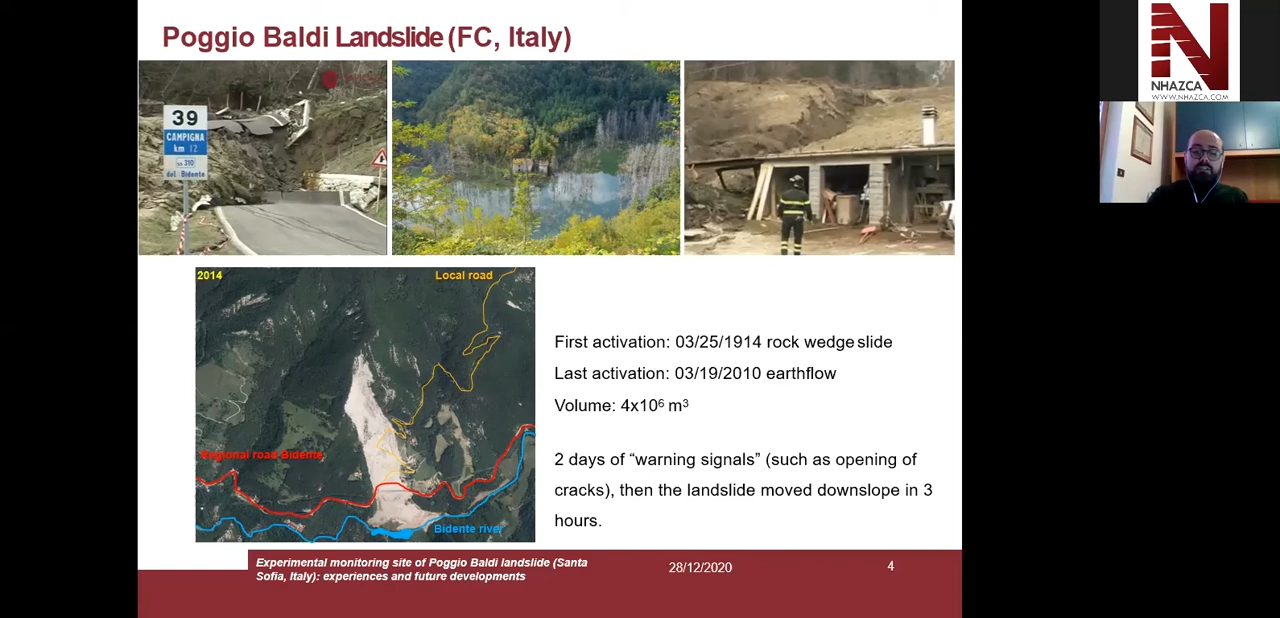 Poggio Baldi Landslide (FC, Italy)
39
CAMPIGNA
km 12
SS 310
del Bidente
2014
Local road
Regional road Bidente
Bidente river
First activation: 03/25/1914 rock wedge slide
Last activation: 03/19/2010 earthflow
Volume: 4x10⁶ m³
2 days of “warning signals” (such as opening of
cracks), then the landslide moved downslope in 3
hours.
Experimental monitoring site of Poggio Baldi landslide (Santa
Sofia, Italy): experiences and future developments
28/12/2020
4
N
NHAZCA
WWW.NHAZCA.COM